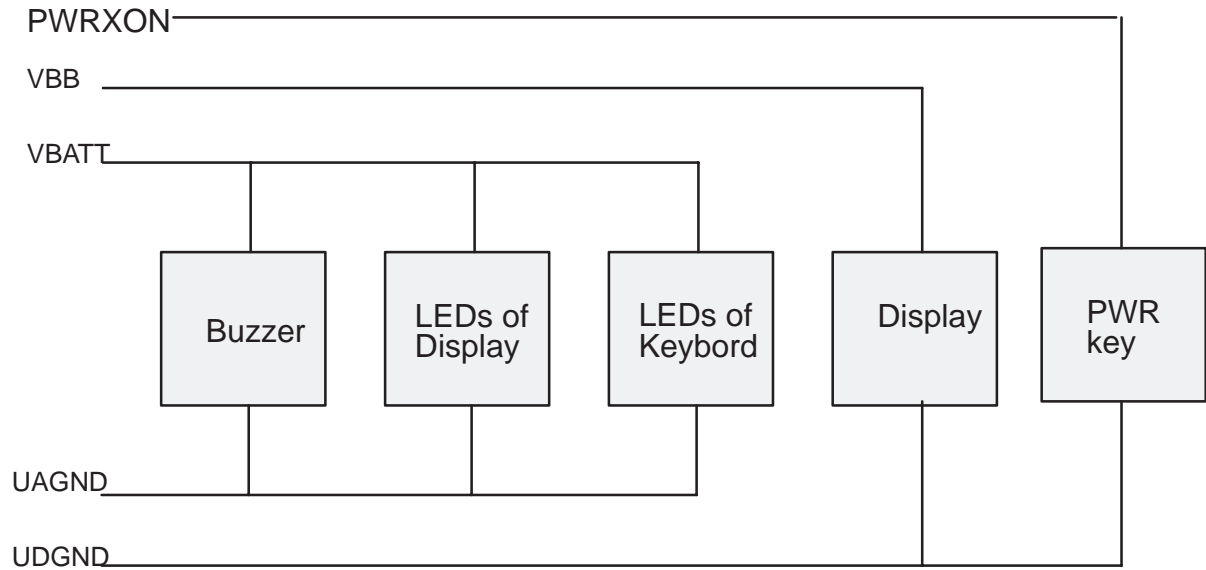 PWRXON
VBB
VBATT
Buzzer
LEDs of
Display
LEDs of
Keybord
Display
PWR
key
UAGND
UDGND